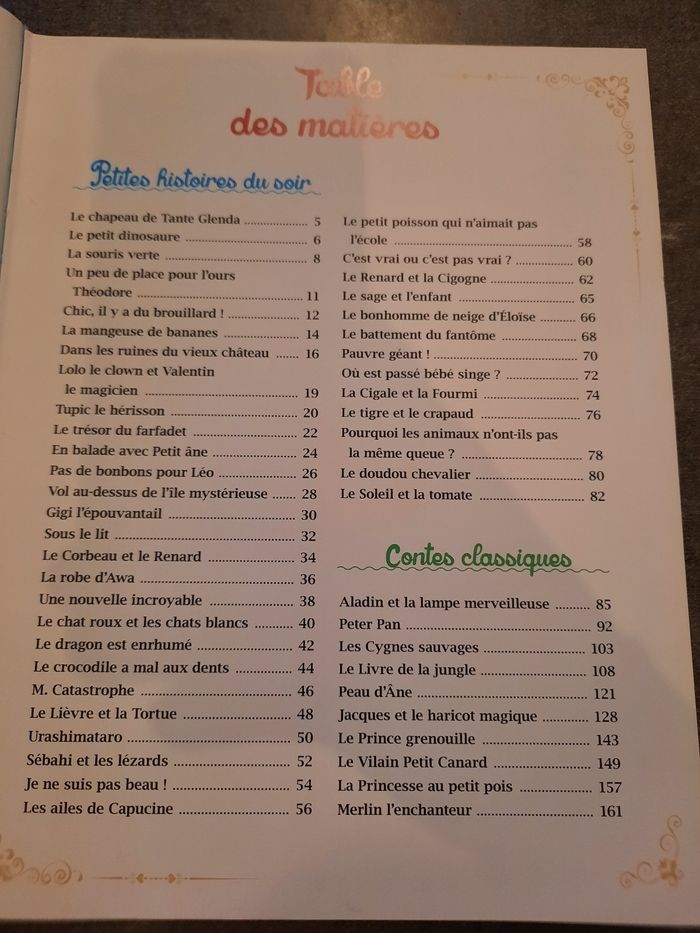 Table
des matières
Petites histoires du soir
Le chapeau de Tante Glenda .................. 5
Le petit dinosaure .................. 6
La souris verte .................. 8
Un peu de place pour l'ours
Théodore .................. 11
Chic, il y a du brouillard ! .................. 12
La mangeuse de bananes .................. 14
Dans les ruines du vieux château ....... 16
Lolo le clown et Valentin
le magicien .................. 19
Tupic le hérisson .................. 20
Le trésor du farfadet .................. 22
En balade avec Petit âne .................. 24
Pas de bonbons pour Léo .................. 26
Vol au-dessus de l'île mystérieuse ....... 28
Gigi l'épouvantail .................. 30
Sous le lit .................. 32
Le Corbeau et le Renard .................. 34
La robe d'Awa .................. 36
Une nouvelle incroyable .................. 38
Le chat roux et les chats blancs .......... 40
Le dragon est enrhumé .................. 42
Le crocodile a mal aux dents .................. 44
M. Catastrophe .................. 46
Le Lièvre et la Tortue .................. 48
Urashimataro .................. 50
Sébahi et les lézards .................. 52
Je ne suis pas beau ! .................. 54
Les ailes de Capucine .................. 56
Le petit poisson qui n'aimait pas
l'école .................. 58
C'est vrai ou c'est pas vrai ? .................. 60
Le Renard et la Cigogne .................. 62
Le sage et l'enfant .................. 65
Le bonhomme de neige d'Éloïse .......... 66
Le battement du fantôme .................. 68
Pauvre géant ! .................. 70
Où est passé bébé singe ? .................. 72
La Cigale et la Fourmi .................. 74
Le tigre et le crapaud .................. 76
Pourquoi les animaux n'ont-ils pas
la même queue ? .................. 78
Le doudou chevalier .................. 80
Le Soleil et la tomate .................. 82
Contes classiques
Aladin et la lampe merveilleuse .......... 85
Peter Pan .................. 92
Les Cygnes sauvages .................. 103
Le Livre de la jungle .................. 108
Peau d'Âne .................. 121
Jacques et le haricot magique ............ 128
Le Prince grenouille .................. 143
Le Vilain Petit Canard .................. 149
La Princesse au petit pois .................. 157
Merlin l'enchanteur .................. 161